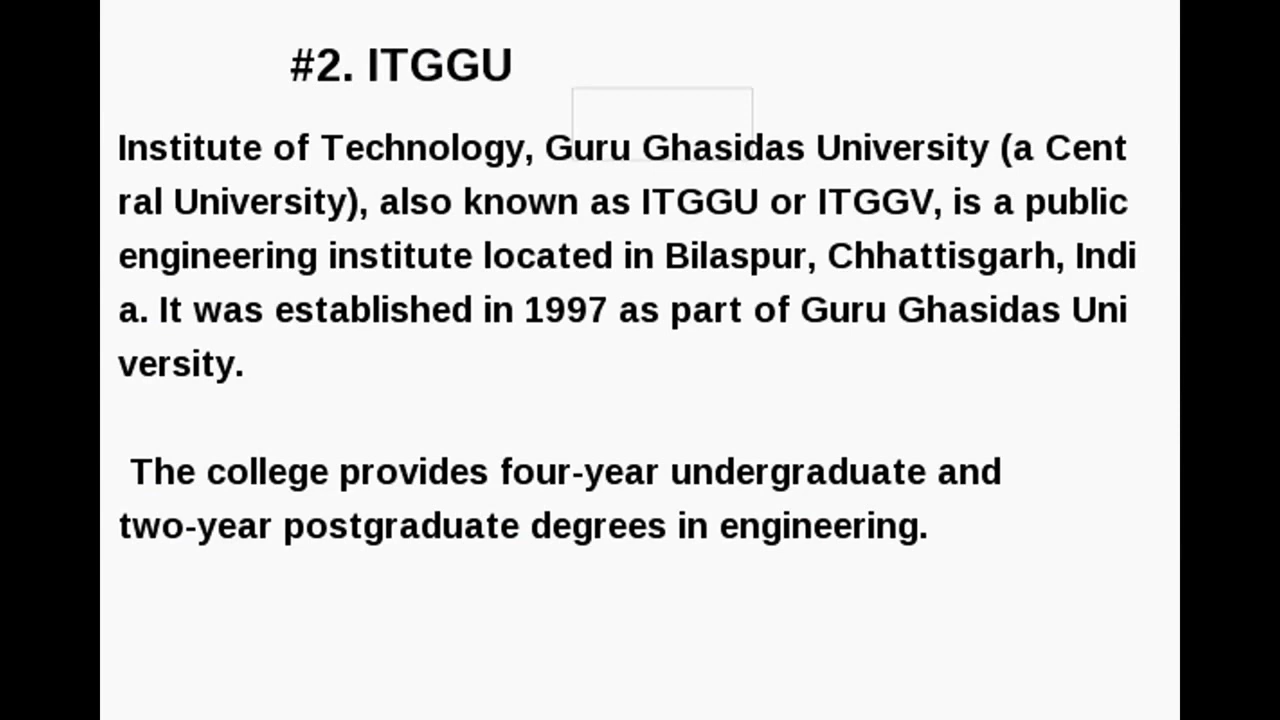 #2. ITGGU
Institute of Technology, Guru Ghasidas University (a Cent
ral University), also known as ITGGU or ITGGV, is a public
engineering institute located in Bilaspur, Chhattisgarh, Indi
a. It was established in 1997 as part of Guru Ghasidas Uni
versity.
The college provides four-year undergraduate and
two-year postgraduate degrees in engineering.